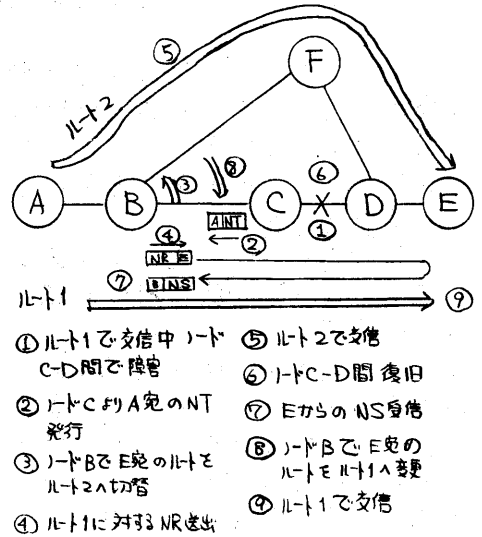 ⑤
F
ルート2
A
B
C
D
E
③
⑧
⑥
①
A NT
②
④
NR E
⑦
B NS
ルート1
⑨
① ルート1で交信中 ノード
C-D間で障害
② ノードCよりA宛のNT
発行
③ ノードBでE宛のルートを
ルート2へ切替
④ ルート1に対するNR送出
⑤ ルート2で交信
⑥ ノードC-D間復旧
⑦ EからのNS受信
⑧ ノードBでE宛の
ルートをルート1へ変更
⑨ ルート1で交信